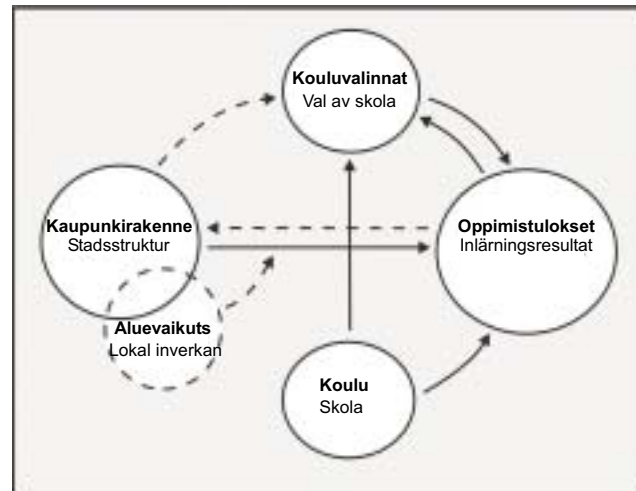 Kouluvalinnat
Val av skola
Kaupunkirakenne
Stadsstruktur
Oppimistulokset
Inlärningsresultat
Aluevaikuts
Lokal inverkan
Koulu
Skola